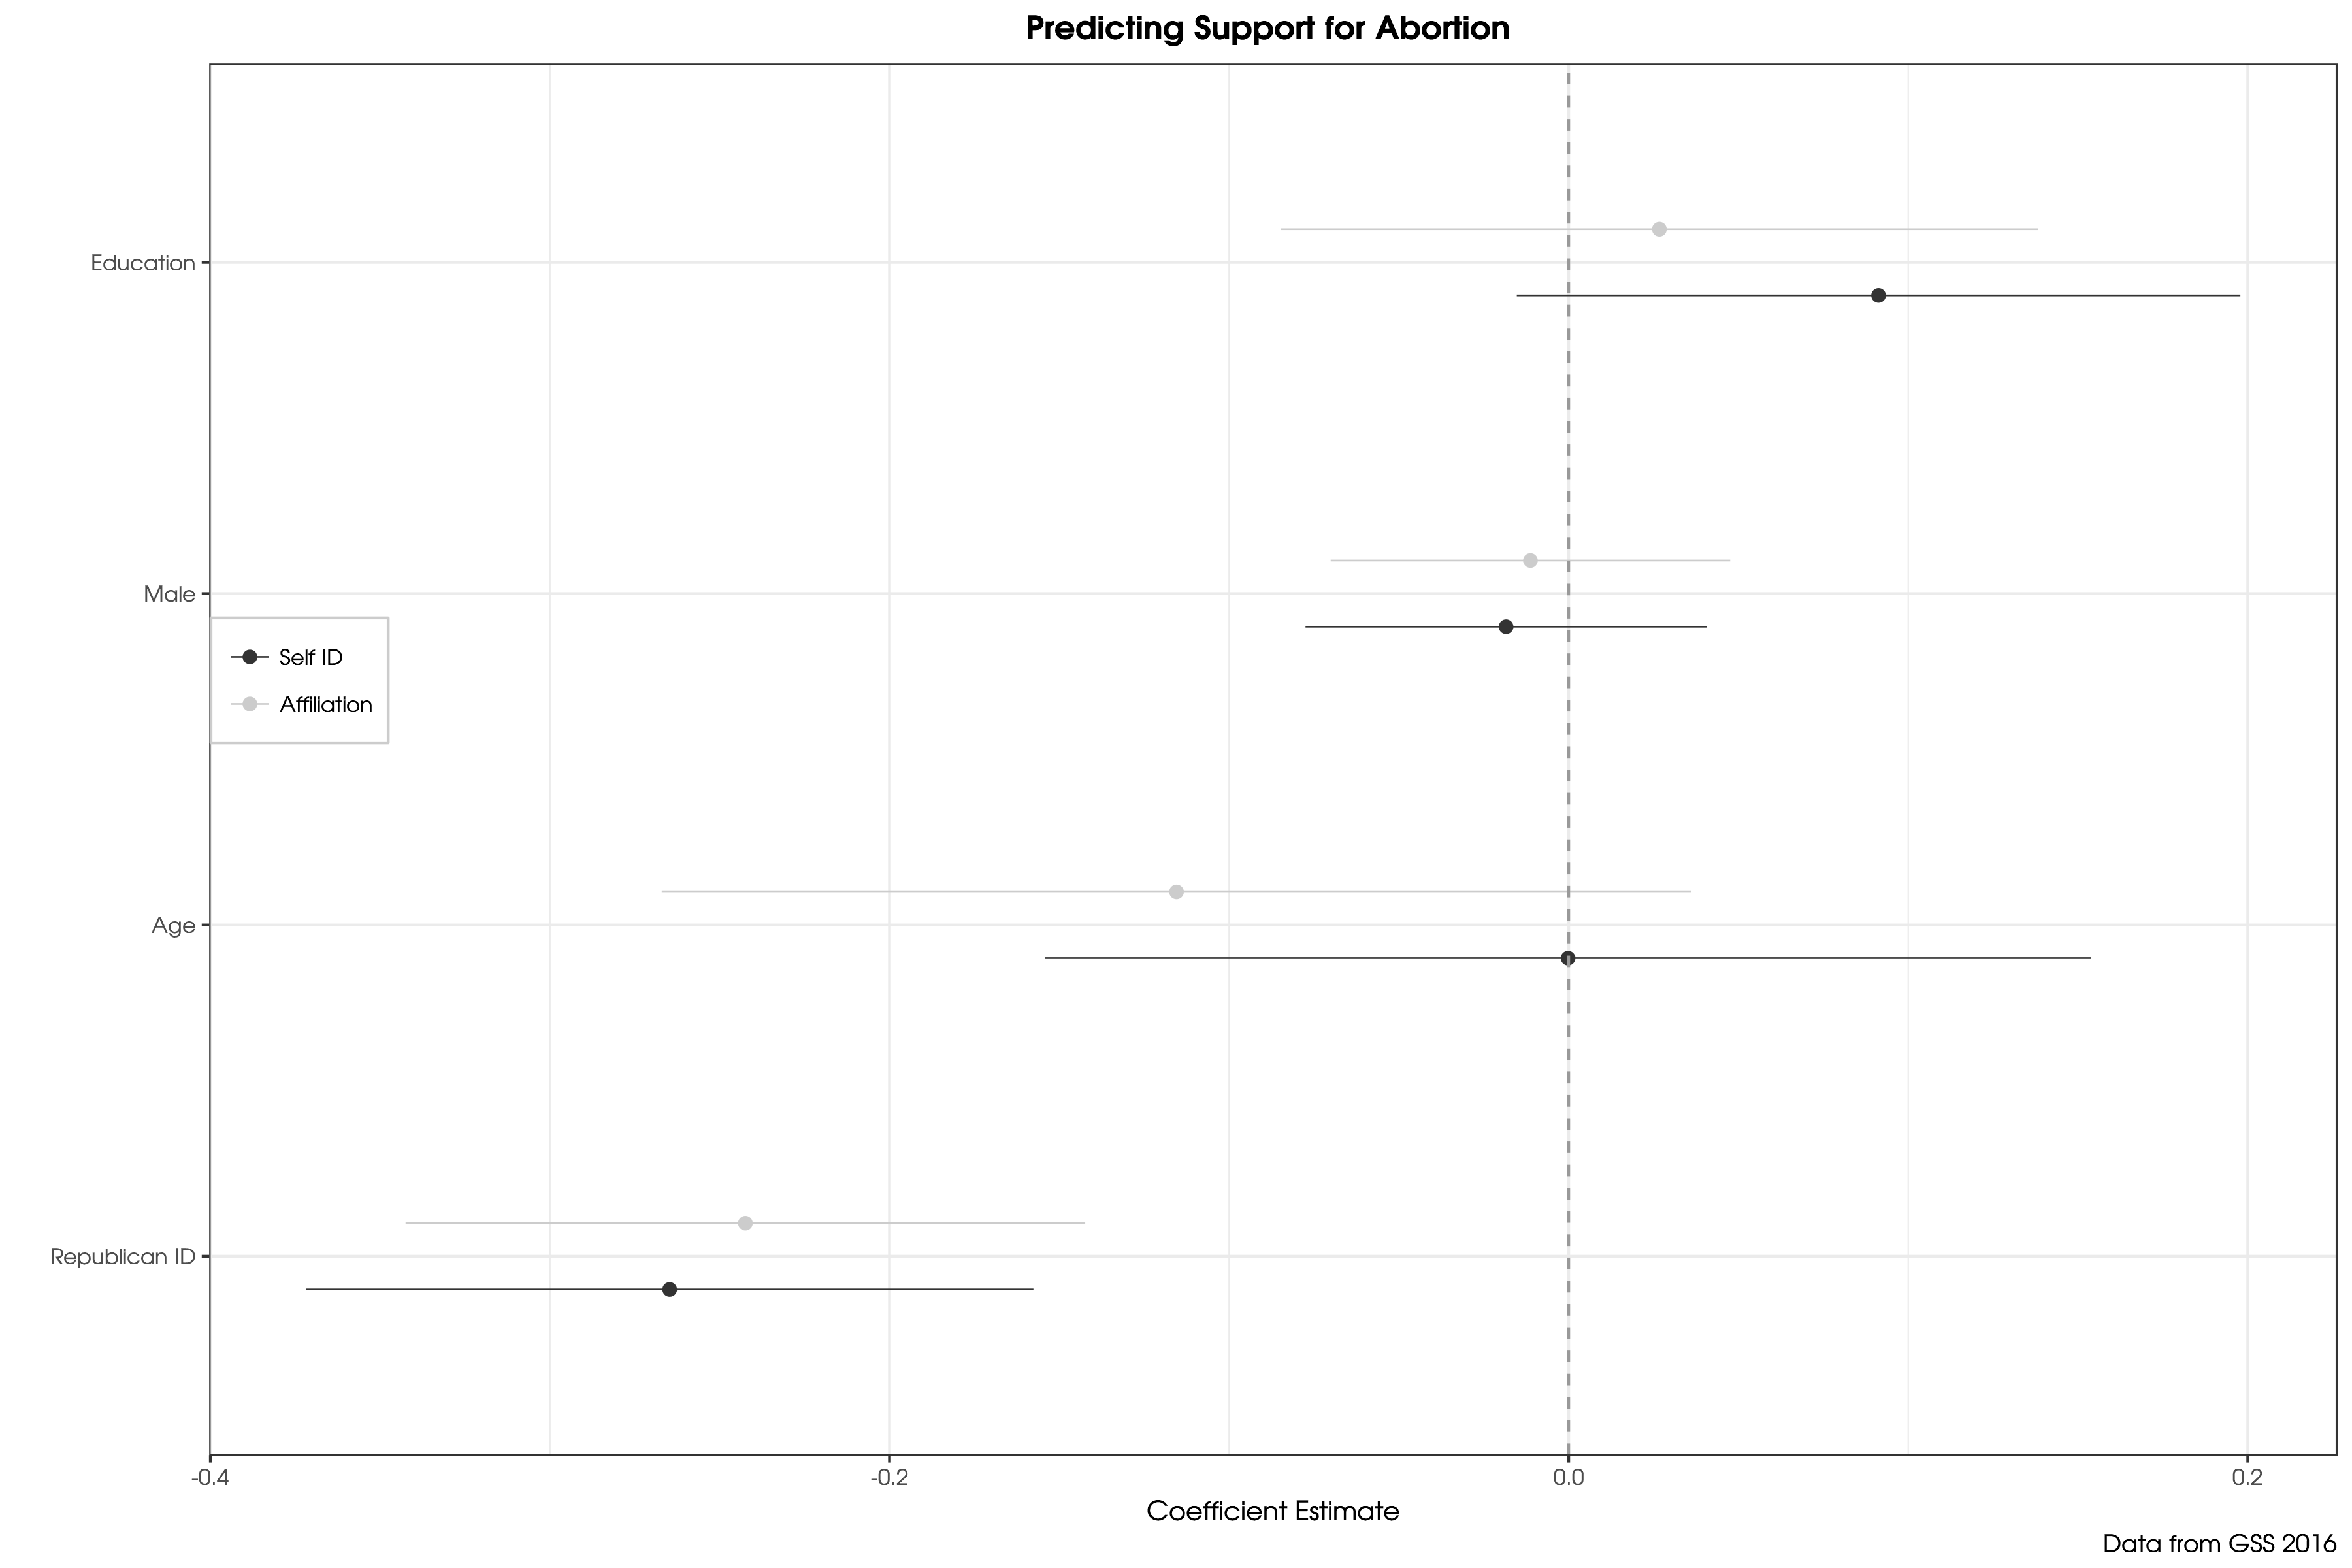 Predicting Support for Abortion
Education
Male
Self ID
Affiliation
Age
Republican ID
-0.4
-0.2
0.0
0.2
Coefficient Estimate
Data from GSS 2016